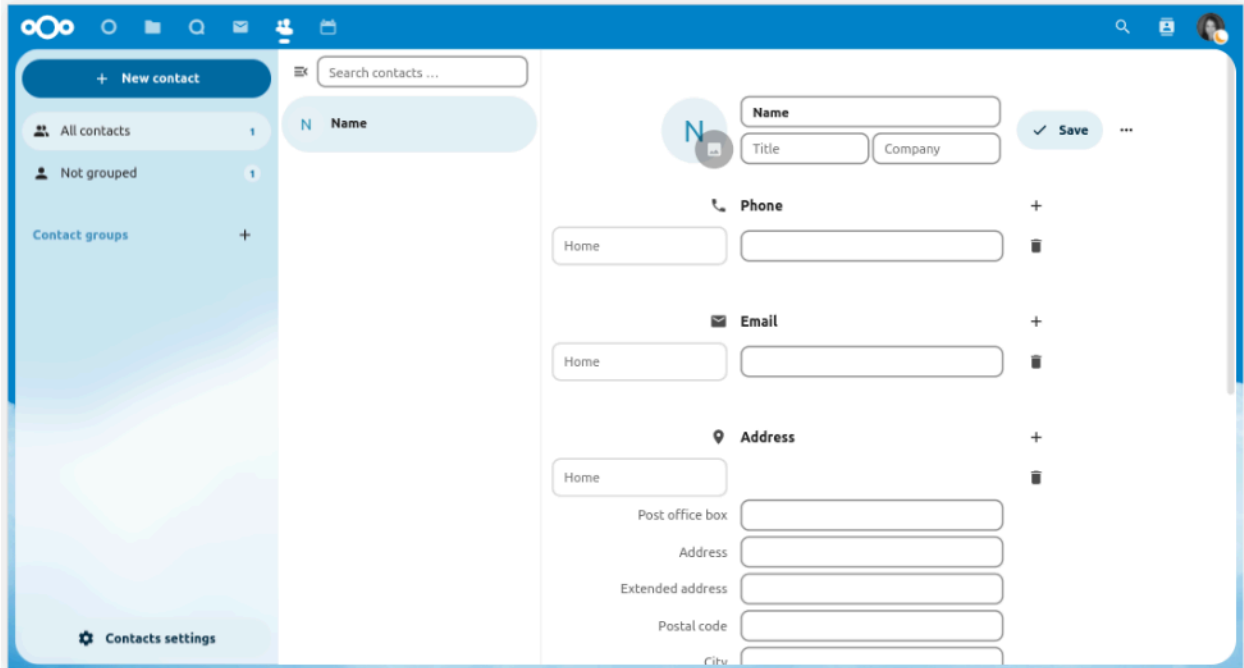 + New contact
All contacts 1
Not grouped 1
Contact groups +
Contacts settings
Search contacts ...
N Name
N
Name
Title Company
Save ...
Phone +
Home
Email +
Home
Address +
Home
Post office box
Address
Extended address
Postal code
City